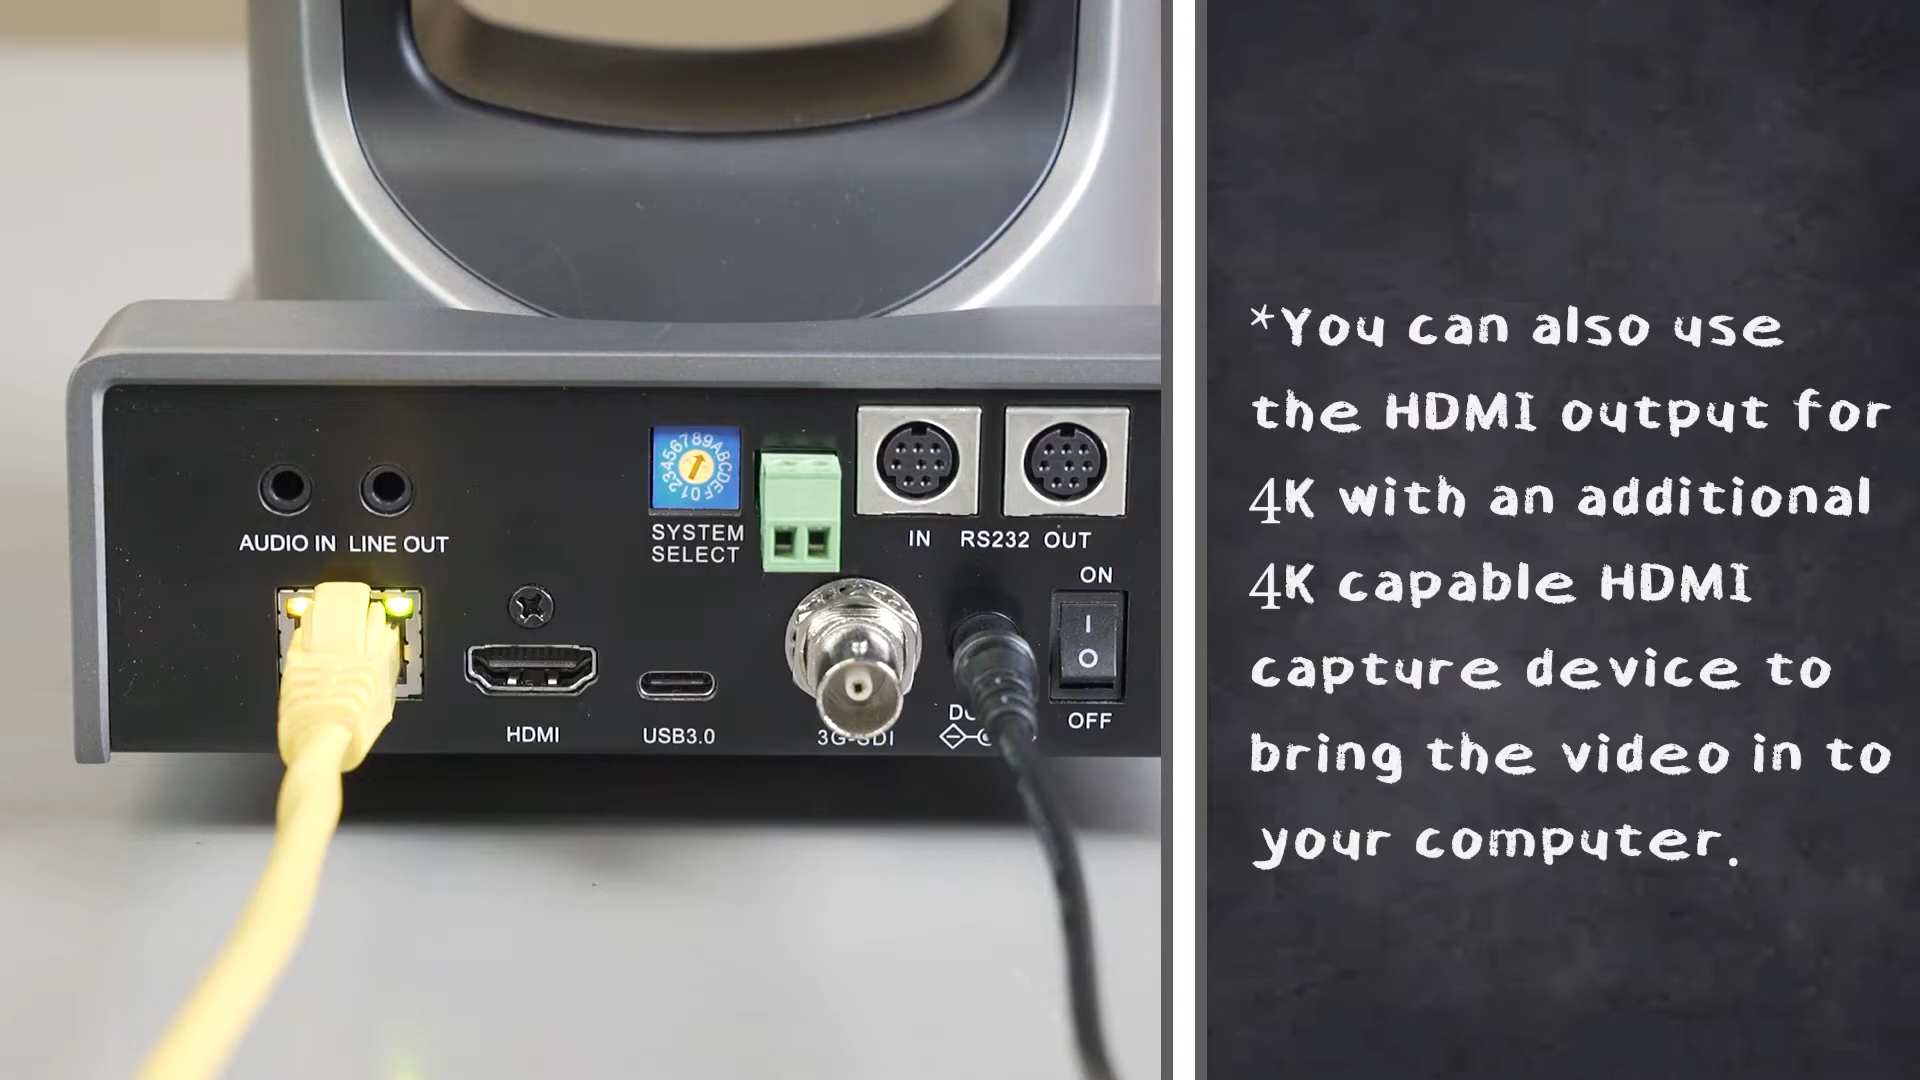 456789ABCDEF0123
SYSTEM
SELECT
AUDIO IN LINE OUT
IN RS232 OUT
ON
I
O
OFF
HDMI
USB3.0
3G-SDI
*You can also use
the HDMI output for
4K with an additional
4K capable HDMI
capture device to
bring the video in to
your computer.